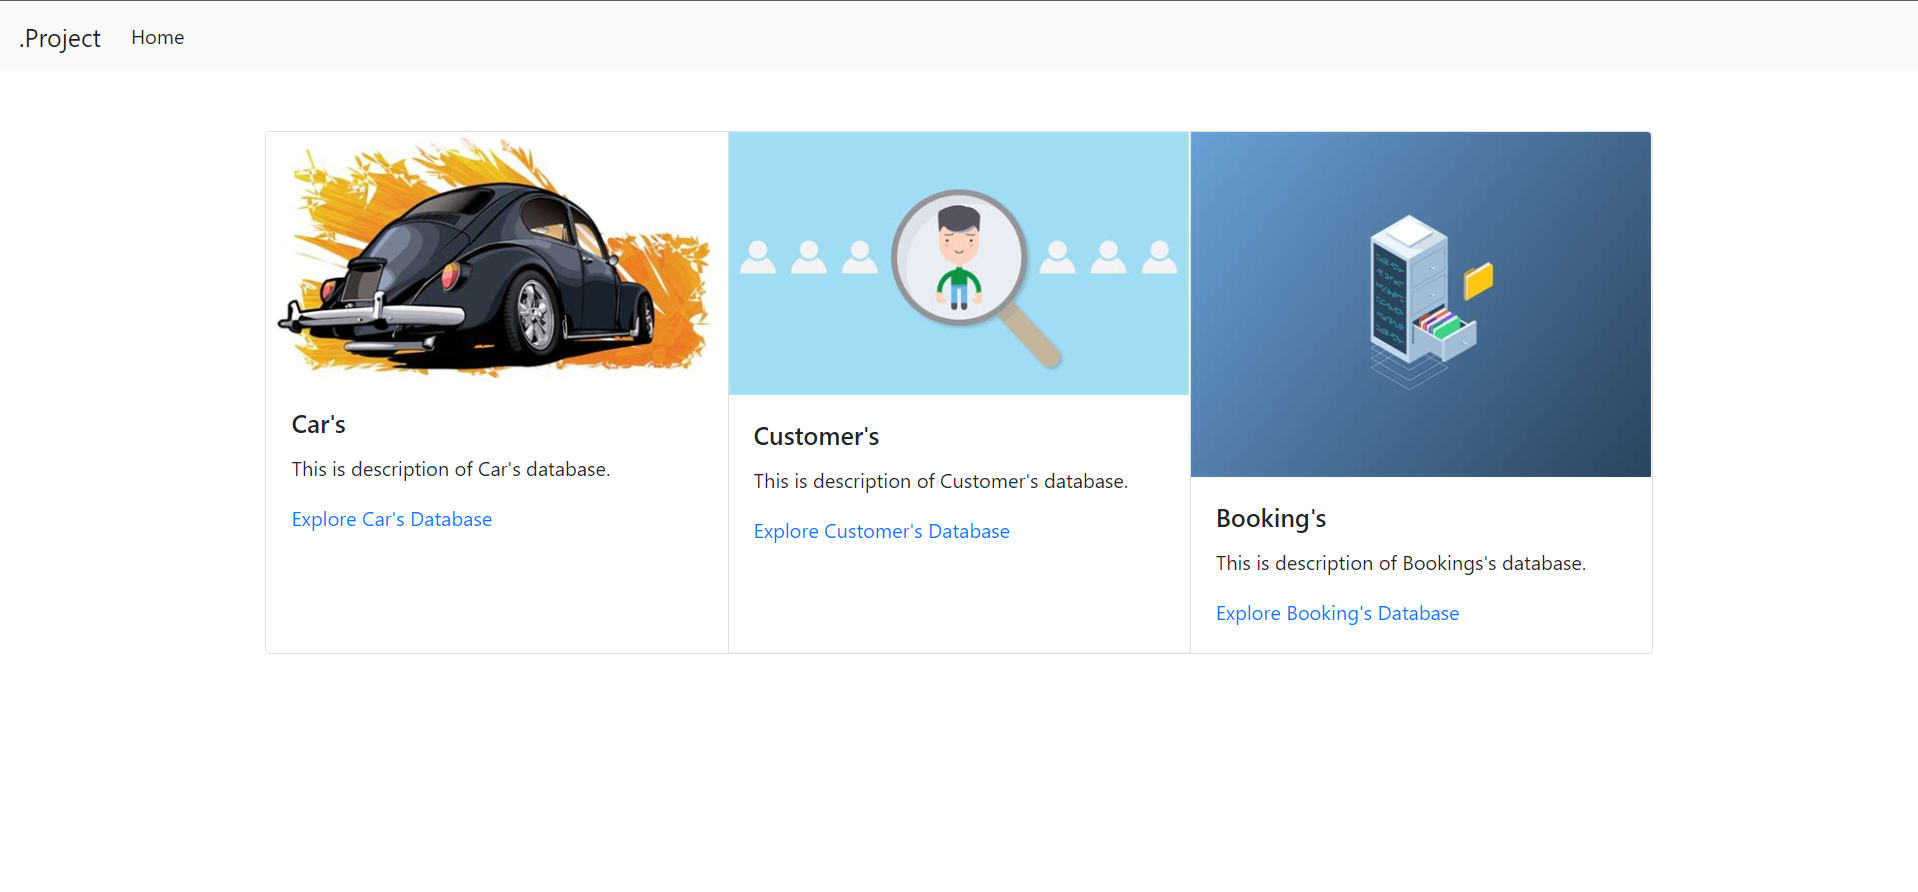 .Project Home
Car's
This is description of Car's database.
Explore Car's Database
Customer's
This is description of Customer's database.
Explore Customer's Database
Booking's
This is description of Bookings's database.
Explore Booking's Database